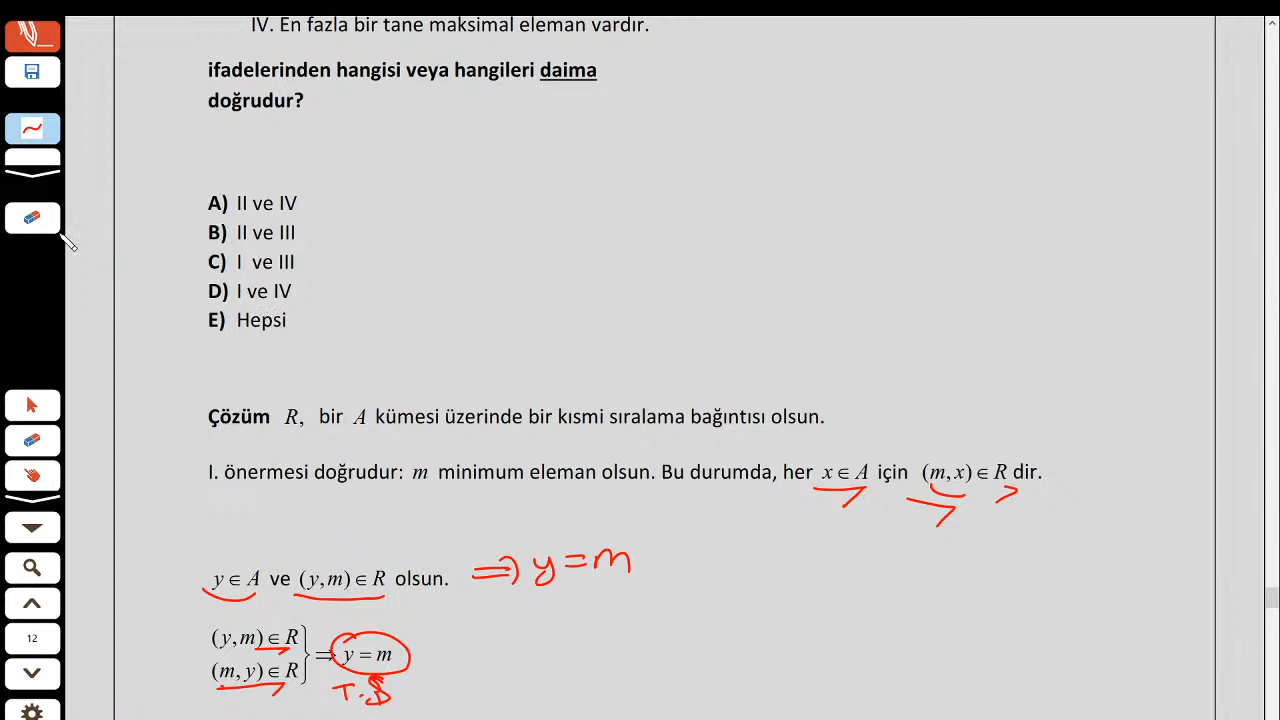 IV. En fazla bir tane maksimal eleman vardır.
ifadelerinden hangisi veya hangileri daima
doğrudur?
A) II ve IV
B) II ve III
C) I ve III
D) I ve IV
E) Hepsi
Çözüm R, bir A kümesi üzerinde bir kısmi sıralama bağıntısı olsun.
I. önermesi doğrudur: m minimum eleman olsun. Bu durumda, her x ∈ A için (m, x) ∈ R dir.
y ∈ A ve (y, m) ∈ R olsun. ⟹ y = m
(y, m) ∈ R
(m, y) ∈ R } ⇒ y = m
T.S
12